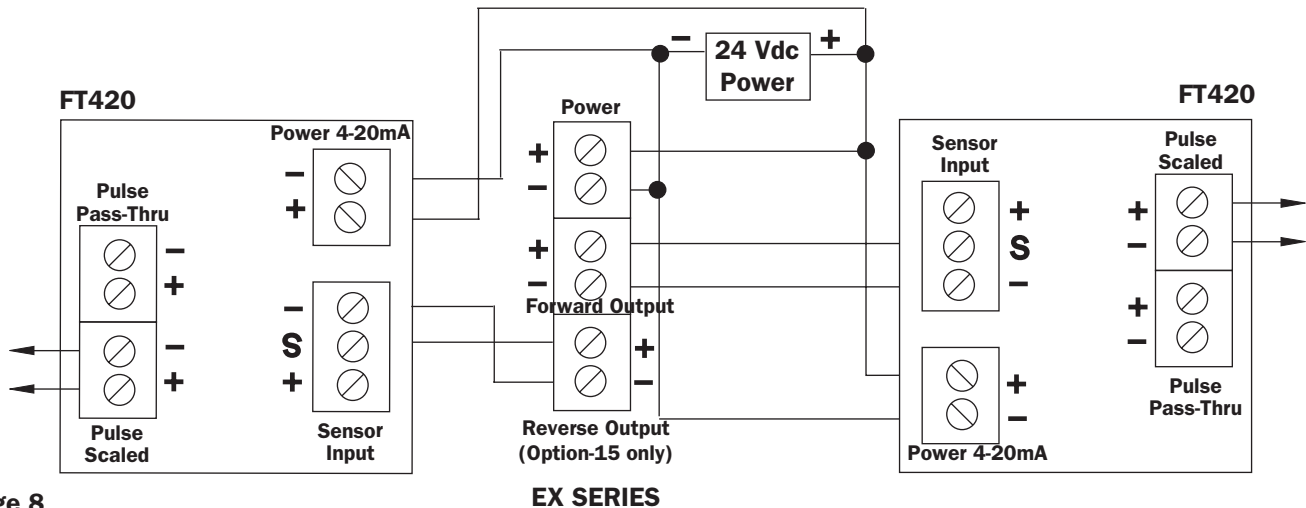 − 24 Vdc +
Power
FT420
Power 4-20mA
−
+
Pulse
Pass-Thru
−
+
−
+
Pulse
Scaled
−
S
+
Sensor
Input
Power
+
−
+
−
Forward Output
+
−
Reverse Output
(Option-15 only)
EX SERIES
FT420
Sensor
Input
+
S
−
Pulse
Scaled
+
−
+
−
Pulse
Pass-Thru
+
−
Power 4-20mA
8